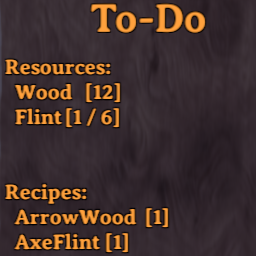 To-Do
Resources:
Wood [12]
Flint [1 / 6]
Recipes:
ArrowWood [1]
AxeFlint [1]